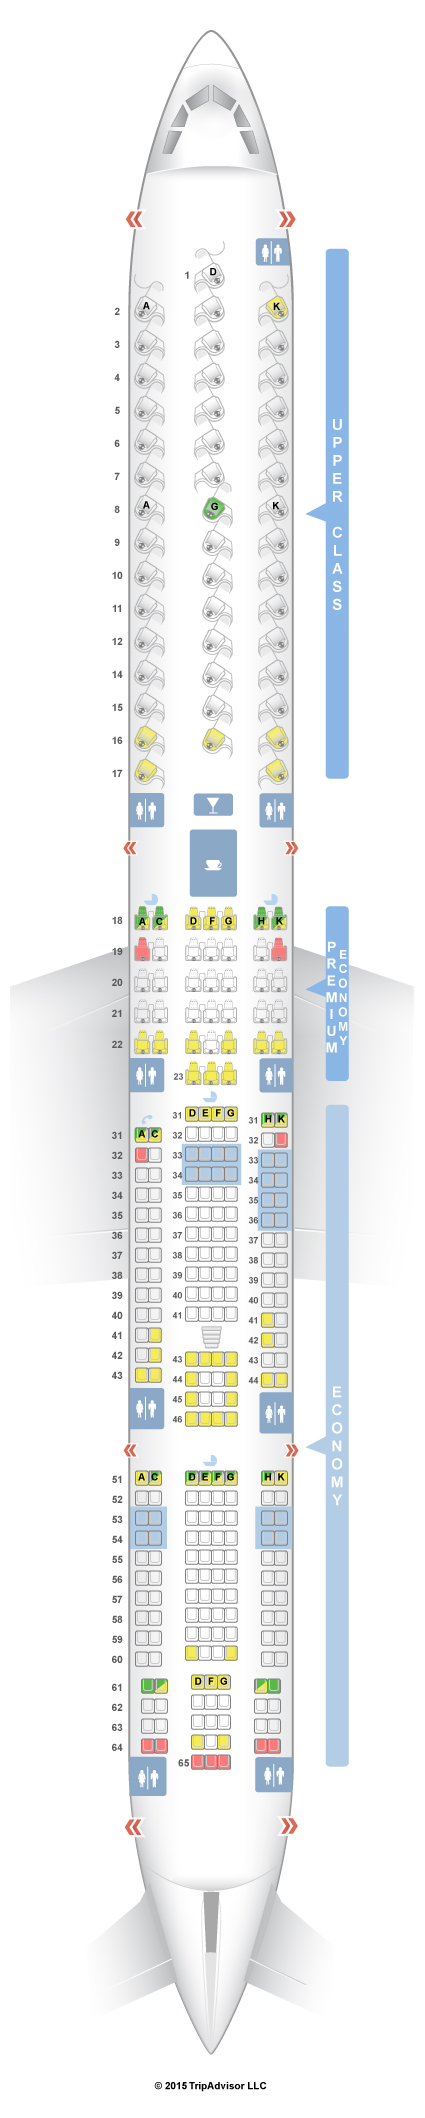 1 D
2 A K
3
4
5
6
7
8 A G K
9
10
11
12
14
15
16
17
UPPER CLASS
18 A C D F G H K
19
20
21
22
23
PREMIUM ECONOMY
31 D E F G 31 H K
31 A C 32 32
32 33 33
33 34 34
34 35 35
35 36 36
36 37 37
37 38 38
38 39 39
39 40 40
40 41 41
41 42
42 43 43
43 44 44
45
46
ECONOMY
51 A C D E F G H K
52
53
54
55
56
57
58
59
60
61 D F G
62
63
64
65
© 2015 TripAdvisor LLC